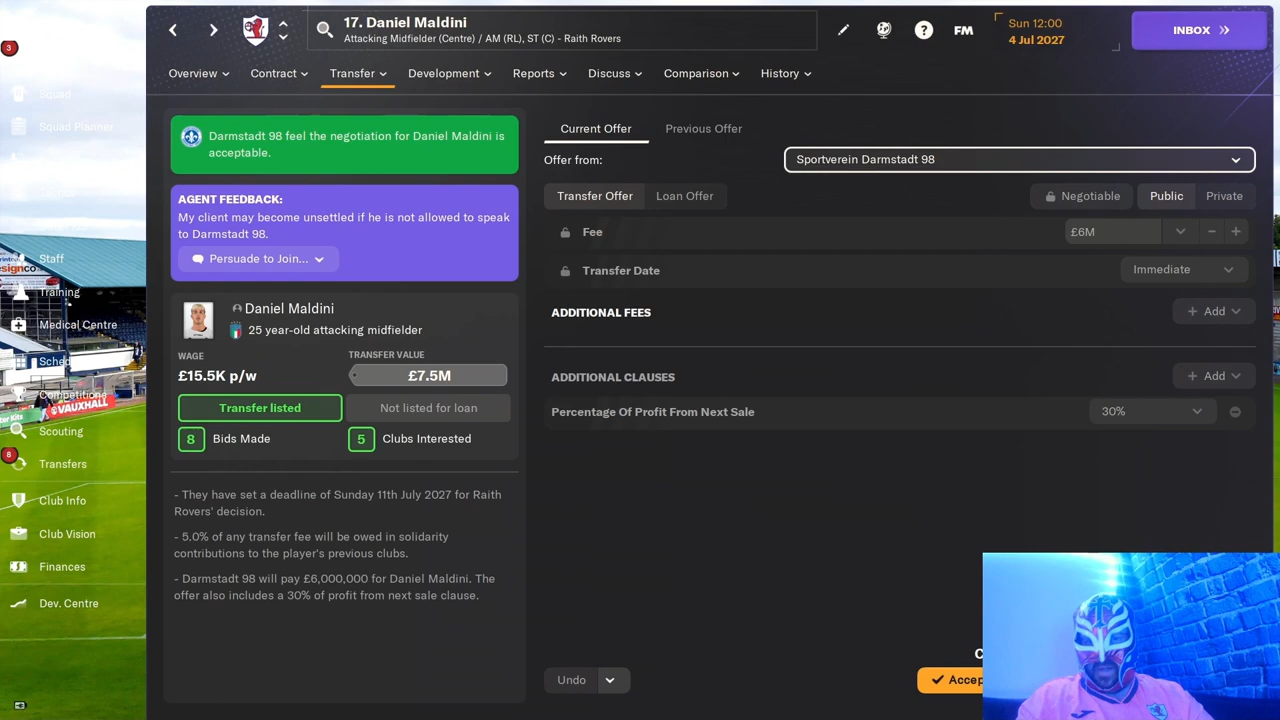 17. Daniel Maldini
Attacking Midfielder (Centre) / AM (RL), ST (C) - Raith Rovers
FM
Sun 12:00
4 Jul 2027
INBOX
3
Overview
Contract
Transfer
Development
Reports
Discuss
Comparison
History
Squad
Squad Planner
Staff
Training
Medical Centre
Sched
Competitions
VAUXHALL
Scouting
8
Transfers
Club Info
Club Vision
Finances
Dev. Centre
Darmstadt 98 feel the negotiation for Daniel Maldini is
acceptable.
AGENT FEEDBACK:
My client may become unsettled if he is not allowed to speak
to Darmstadt 98.
Persuade to Join...
Daniel Maldini
25 year-old attacking midfielder
WAGE
£15.5K p/w
TRANSFER VALUE
£7.5M
Transfer listed
Not listed for loan
8 Bids Made
5 Clubs Interested
- They have set a deadline of Sunday 11th July 2027 for Raith
Rovers' decision.
- 5.0% of any transfer fee will be owed in solidarity
contributions to the player's previous clubs.
- Darmstadt 98 will pay £6,000,000 for Daniel Maldini. The
offer also includes a 30% of profit from next sale clause.
Current Offer
Previous Offer
Offer from:
Sportverein Darmstadt 98
Transfer Offer
Loan Offer
Negotiable
Public
Private
Fee
£6M
Transfer Date
Immediate
ADDITIONAL FEES
Add
ADDITIONAL CLAUSES
Add
Percentage Of Profit From Next Sale
30%
Undo
Accep